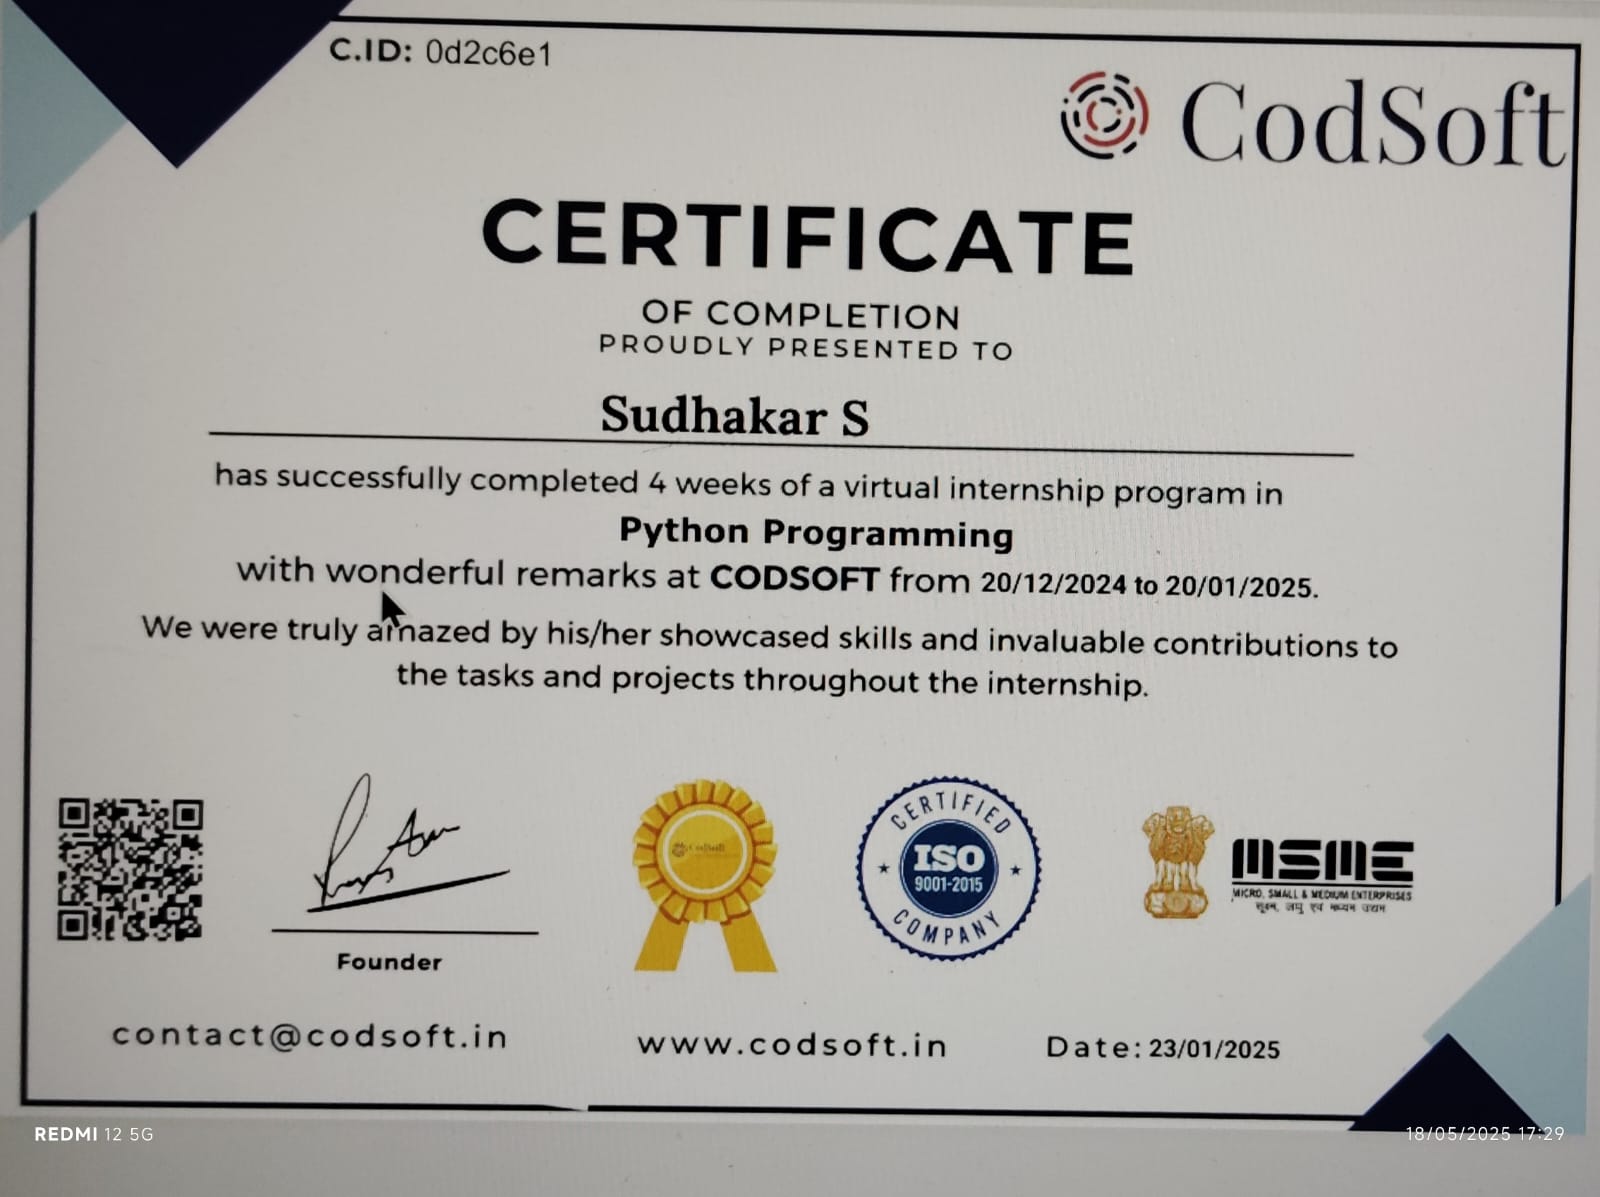 C.ID: 0d2c6e1
CodSoft
CERTIFICATE
OF COMPLETION
PROUDLY PRESENTED TO
Sudhakar S
has successfully completed 4 weeks of a virtual internship program in
Python Programming
with wonderful remarks at CODSOFT from 20/12/2024 to 20/01/2025.
We were truly amazed by his/her showcased skills and invaluable contributions to
the tasks and projects throughout the internship.
Founder
CodSoft
CERTIFIED
ISO
9001-2015
COMPANY
MSME
MICRO, SMALL & MEDIUM ENTERPRISES
सूक्ष्म, लघु एवं मध्यम उद्यम
contact@codsoft.in
www.codsoft.in
Date: 23/01/2025
REDMI 12 5G
18/05/2025 17:29